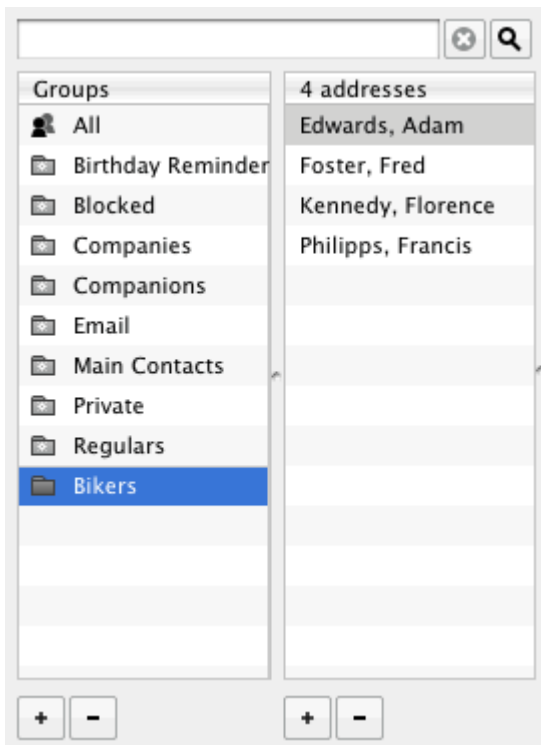 Groups
All
Birthday Reminder
Blocked
Companies
Companions
Email
Main Contacts
Private
Regulars
Bikers
4 addresses
Edwards, Adam
Foster, Fred
Kennedy, Florence
Philipps, Francis
+ -
+ -